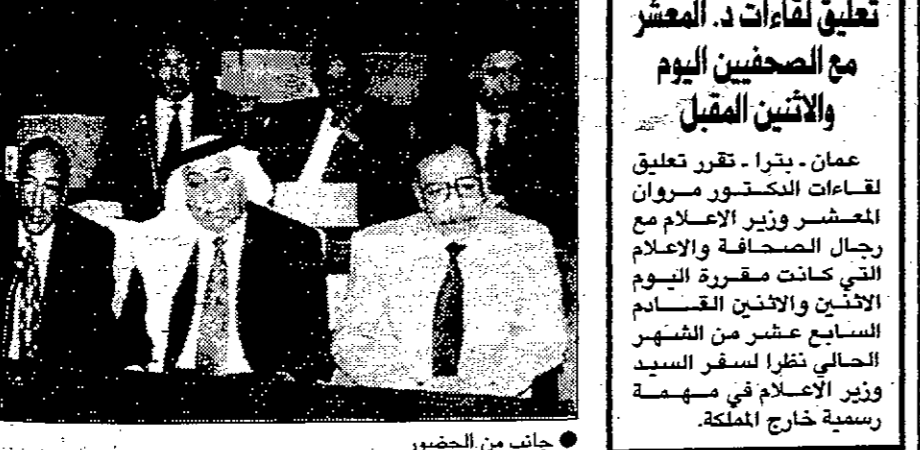 تعليق لقاءات د. المعشر
مع الصحفيين اليوم
والاثنين المقبل
عمان ـ بترا ـ تقرر تعليق
لقاءات الدكتور مروان
المعشر وزير الاعلام مع
رجال الصحافة والاعلام
التي كانت مقررة اليوم
الاثنين والاثنين القادم
السابع عشر من الشهر
الحالي نظرا لسفر السيد
وزير الاعلام في مهمة
رسمية خارج المملكة.
● جانب من الحضور